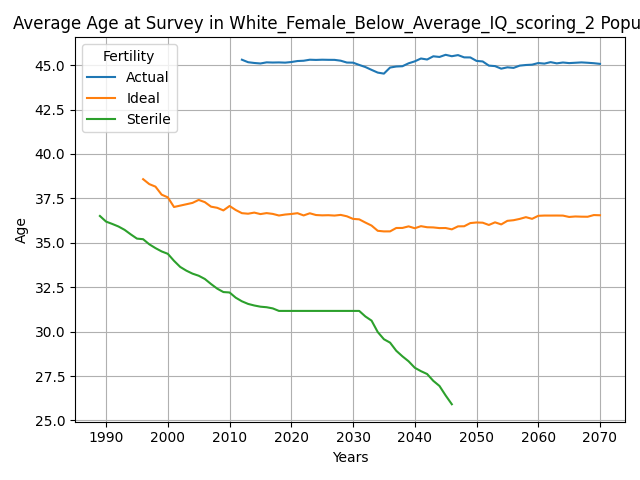 Average Age at Survey in White_Female_Below_Average_IQ_scoring_2 Popu
Fertility
Actual
Ideal
Sterile
Age
45.0
42.5
40.0
37.5
35.0
32.5
30.0
27.5
25.0
1990 2000 2010 2020 2030 2040 2050 2060 2070
Years